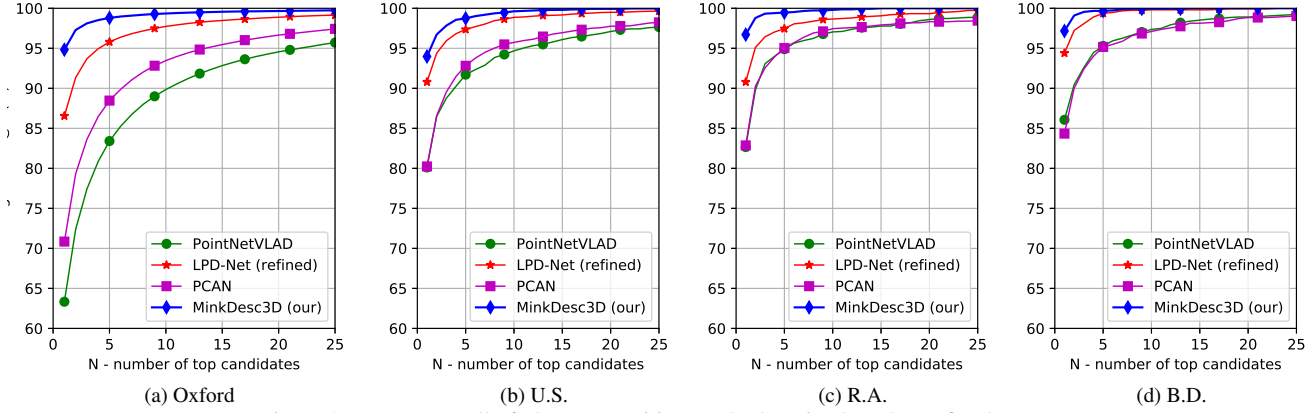 100
95
90
85
80
75
70
65
60
0 5 10 15 20 25
N - number of top candidates
PointNetVLAD
LPD-Net (refined)
PCAN
MinkDesc3D (our)
(a) Oxford
100
95
90
85
80
75
70
65
60
0 5 10 15 20 25
N - number of top candidates
PointNetVLAD
LPD-Net (refined)
PCAN
MinkDesc3D (our)
(b) U.S.
100
95
90
85
80
75
70
65
60
0 5 10 15 20 25
N - number of top candidates
PointNetVLAD
LPD-Net (refined)
PCAN
MinkDesc3D (our)
(c) R.A.
100
95
90
85
80
75
70
65
60
0 5 10 15 20 25
N - number of top candidates
PointNetVLAD
LPD-Net (refined)
PCAN
MinkDesc3D (our)
(d) B.D.